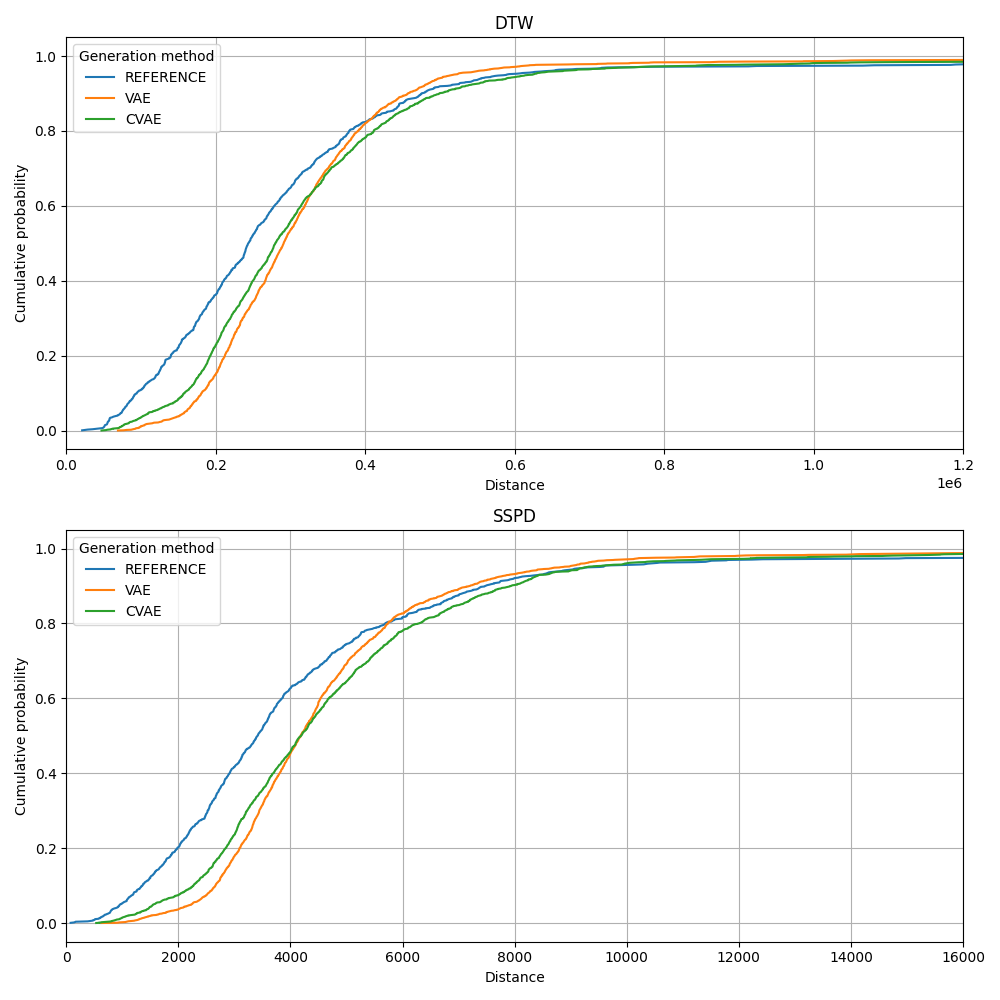 DTW
Generation method
REFERENCE
VAE
CVAE
Cumulative probability
1.0
0.8
0.6
0.4
0.2
0.0
0.0 0.2 0.4 0.6 0.8 1.0 1.2
1e6
Distance
SSPD
Generation method
REFERENCE
VAE
CVAE
Cumulative probability
1.0
0.8
0.6
0.4
0.2
0.0
0 2000 4000 6000 8000 10000 12000 14000 16000
Distance